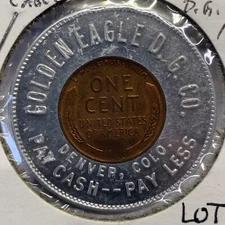 D.G.
GOLDEN EAGLE D. G. CO.
ONE
CENT
UNITED STATES
OF AMERICA
DENVER, COLO.
PAY CASH--PAY LESS
LOT